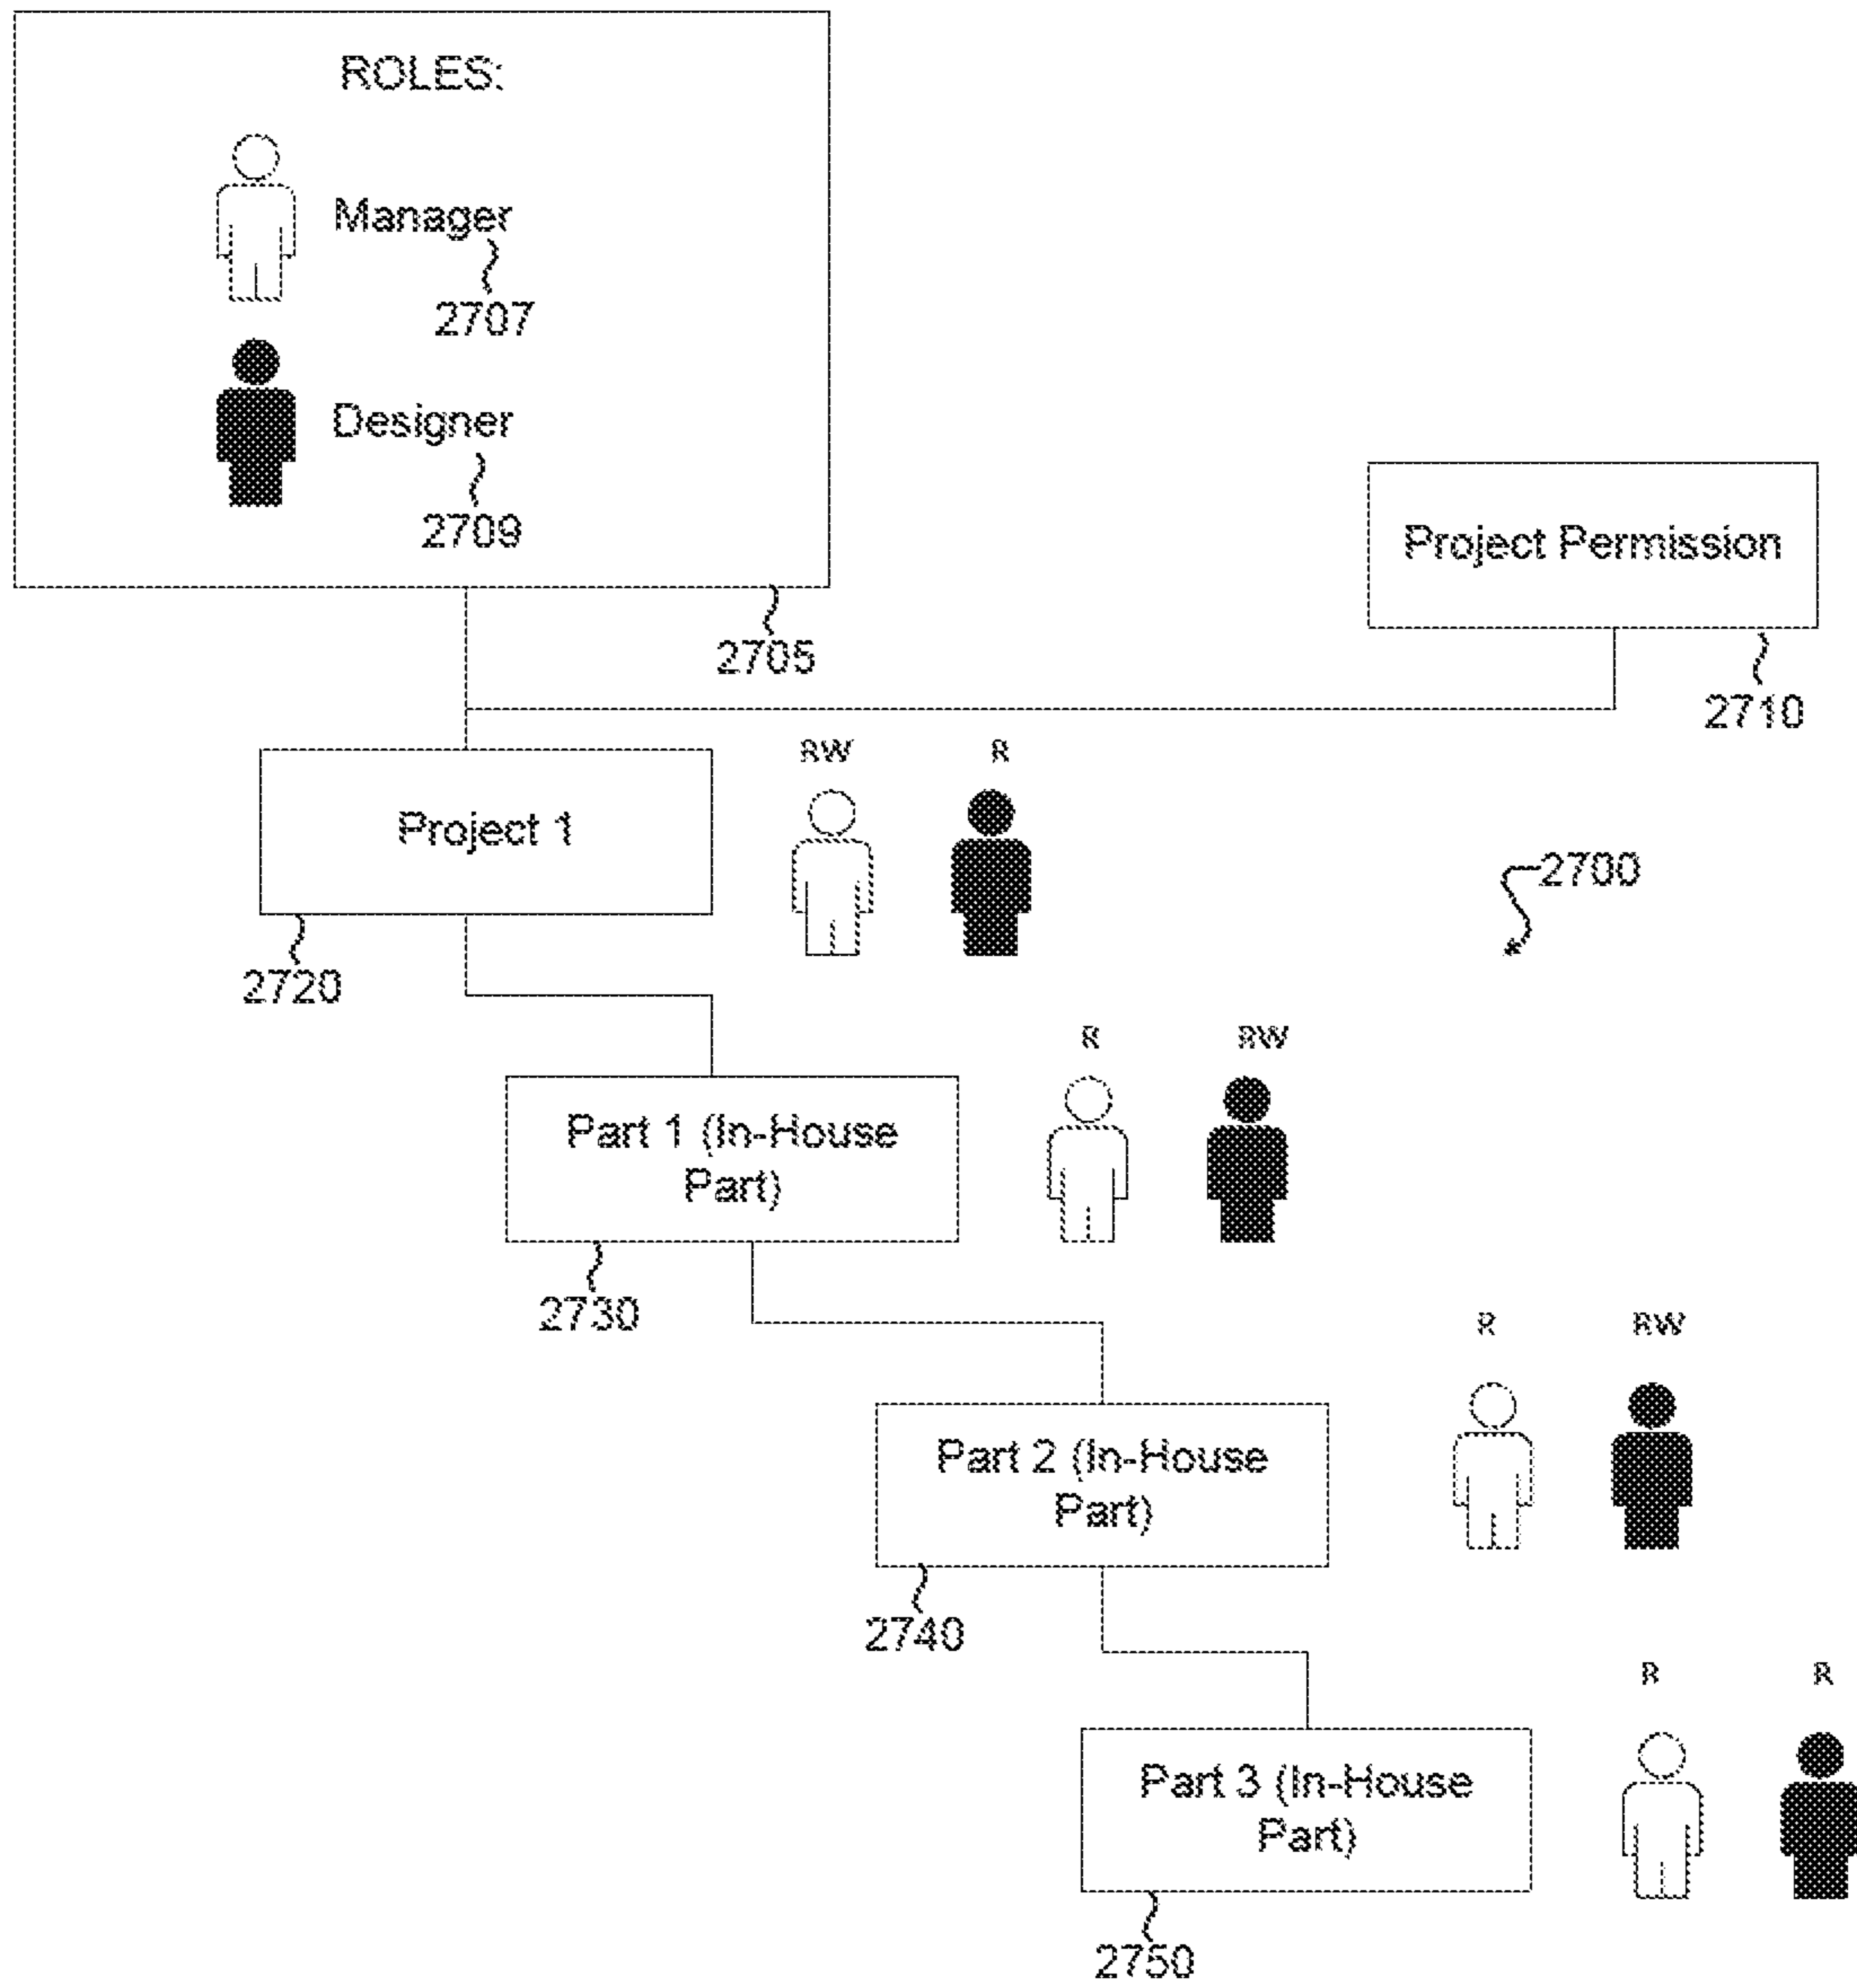 ROLES:
Manager
2707
Designer
2709
Project Permission
2705
2710
RW R
Project 1
2700
2720
R RW
Part 1 (In-House
Part)
2730
R RW
Part 2 (In-House
Part)
2740
R R
Part 3 (In-House
Part)
2750